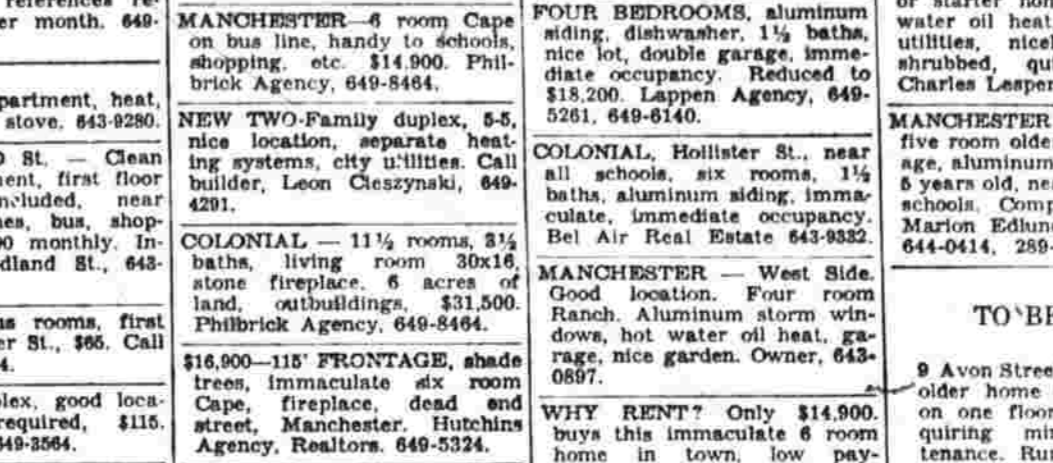 er month. 649-
partment, heat,
stove. 643-9280.
St. — Clean
ent, first floor
near
bus, shop-
monthly. In-
dland St., 643-
rooms, first
er St., $65. Call
4.
lex, good loca-
required, $115.
649-3564.
MANCHESTER—6 room Cape
on bus line, handy to schools,
shopping, etc. $14,900. Phil-
brick Agency, 649-8464.
NEW TWO-Family duplex, 5-5,
nice location, separate heat-
ing systems, city utilities. Call
builder, Leon Cieszynski, 649-
4291.
COLONIAL — 11½ rooms, 3½
baths, living room 30x16,
stone fireplace. 6 acres of
land, outbuildings, $31,500.
Philbrick Agency, 649-8464.
$16,900—115' FRONTAGE, shade
trees, immaculate six room
Cape, fireplace, dead end
street, Manchester. Hutchins
Agency, Realtors. 649-5324.
FOUR BEDROOMS, aluminum
siding, dishwasher, 1½ baths,
nice lot, double garage, imme-
diate occupancy. Reduced to
$18,200. Lappen Agency, 649-
5261, 649-6140.
COLONIAL, Hollister St., near
all schools, six rooms, 1½
baths, aluminum siding, imma-
culate, immediate occupancy.
Bel Air Real Estate 643-9332.
MANCHESTER — West Side.
Good location. Four room
Ranch. Aluminum storm win-
dows, hot water oil heat, ga-
rage, nice garden. Owner, 643-
0897.
WHY RENT? Only $14,900.
buys this immaculate 6 room
home in town, low pay-
water oil heat
utilities, nicel
shrubbed, qu
Charles Lesper
MANCHESTER
five room olde
age, aluminum
5 years old, ne
schools. Comp
Marion Edlun
644-0414, 289-
TO BE
9 Avon Stree
older home
on one floor
quiring min
tenance. Ru